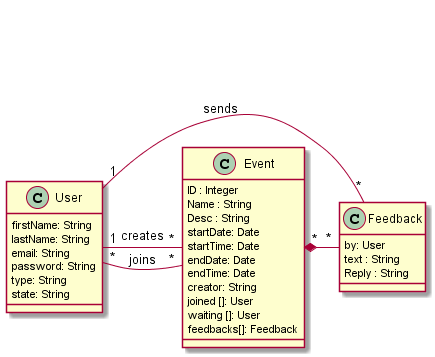 sends
1
*
C User
firstName: String
lastName: String
email: String
password: String
type: String
state: String
1 creates *
* joins *
C Event
ID : Integer
Name : String
Desc : String
startDate: Date
startTime: Date
endDate: Date
endTime: Date
creator: String
joined []: User
waiting []: User
feedbacks[]: Feedback
* *
C Feedback
by: User
text : String
Reply : String